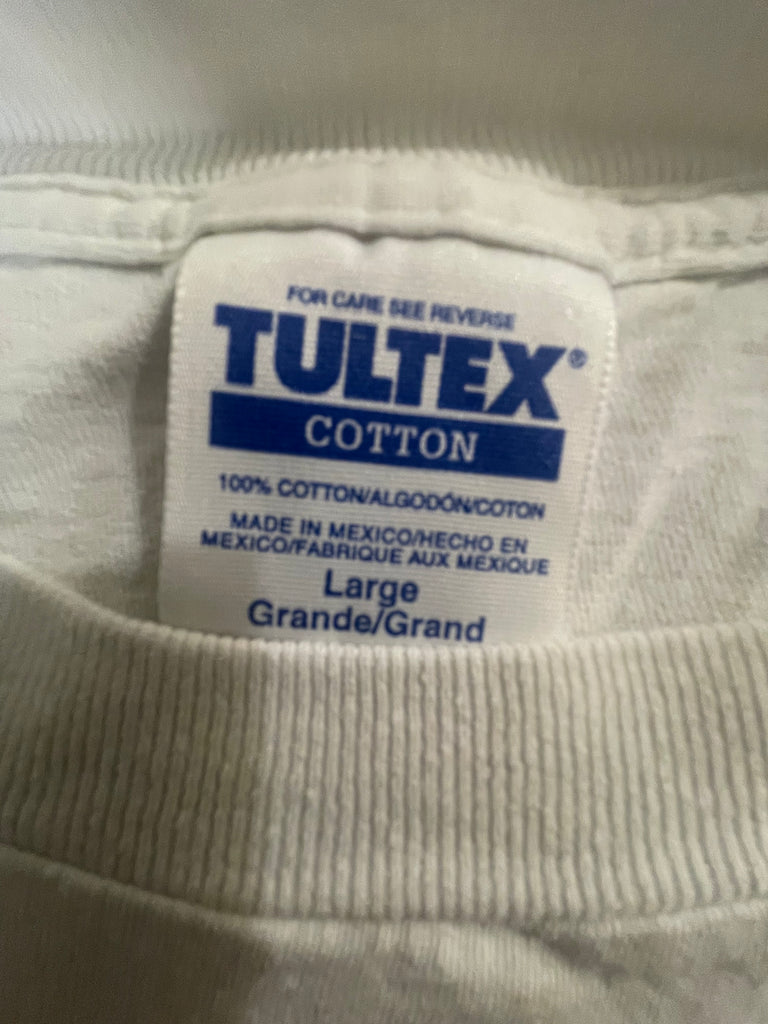 FOR CARE SEE REVERSE
TULTEX®
COTTON
100% COTTON/ALGODÓN/COTON
MADE IN MEXICO/HECHO EN
MEXICO/FABRIQUE AUX MEXIQUE
Large
Grande/Grand